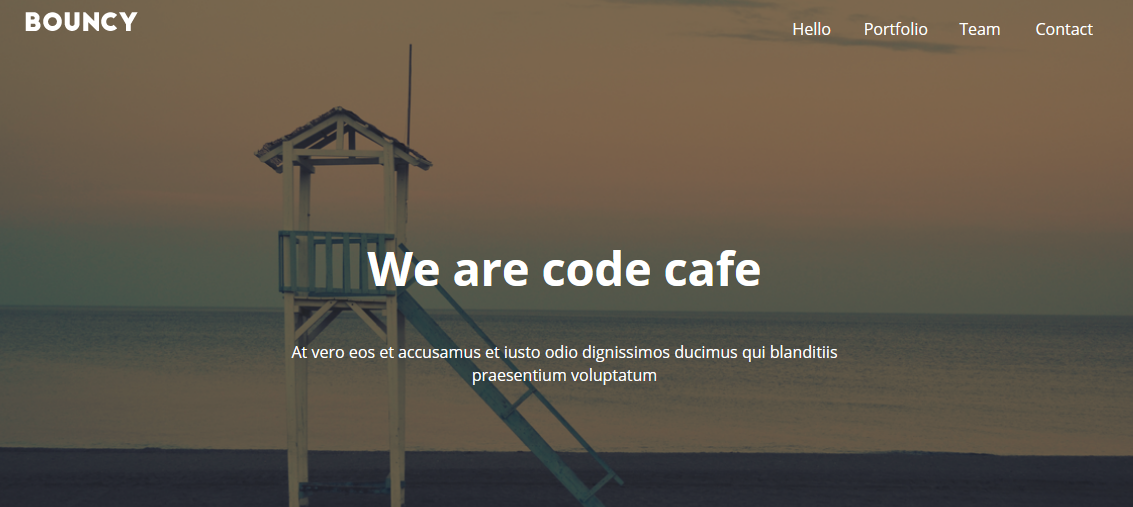 BOUNCY
Hello Portfolio Team Contact
We are code cafe
At vero eos et accusamus et iusto odio dignissimos ducimus qui blanditiis
praesentium voluptatum